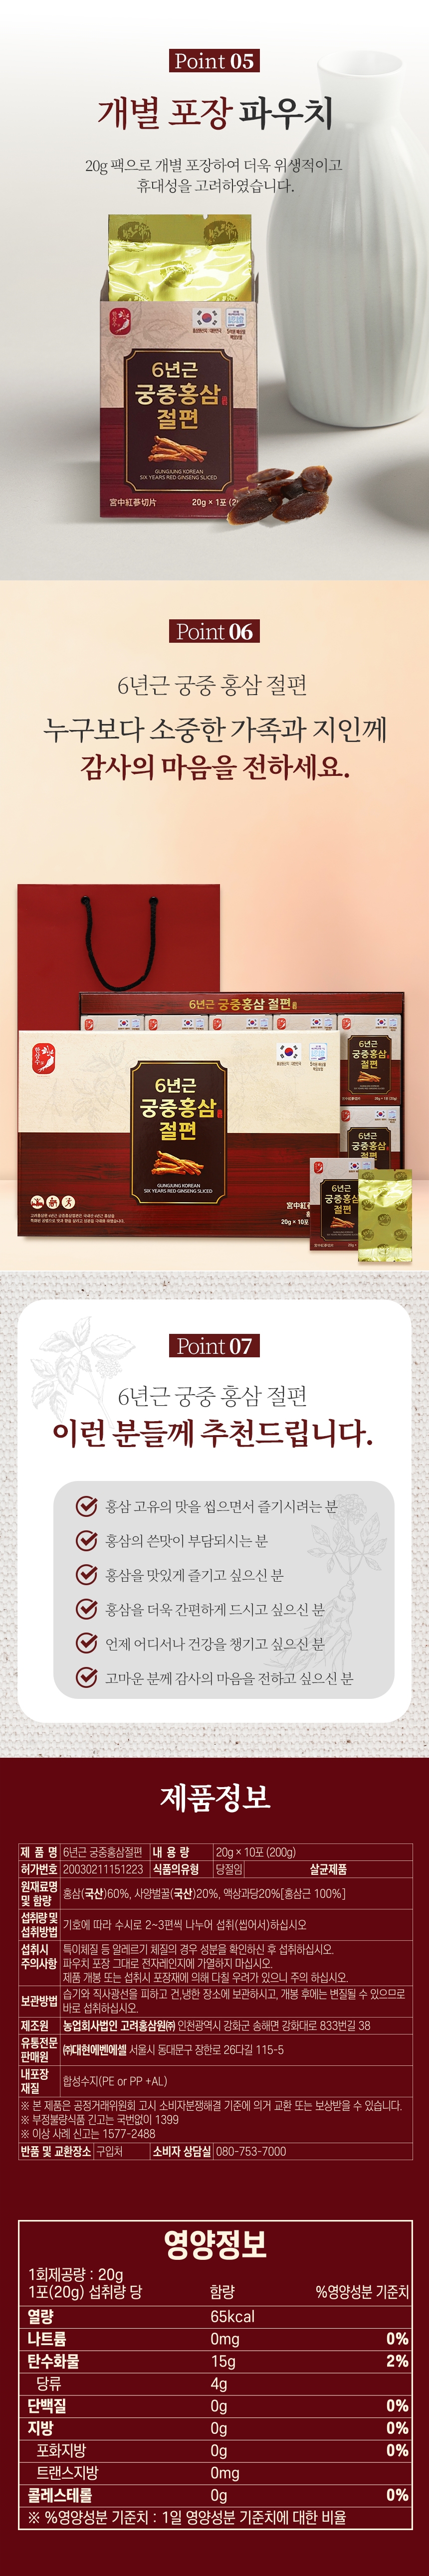 Point 05
개별 포장 파우치
20g 팩으로 개별 포장하여 더욱 위생적이고
휴대성을 고려하였습니다.
6년근
궁중홍삼
절편
GUNGJUNG KOREAN
SIX YEARS RED GINSENG SLICED
宮中紅蔘切片
20g × 1포
Point 06
6년근 궁중 홍삼 절편
누구보다 소중한 가족과 지인께
감사의 마음을 전하세요.
6년근 궁중홍삼 절편
6년근
궁중홍삼
절편
GUNGJUNG KOREAN
SIX YEARS RED GINSENG SLICED
宮中紅
20g × 10포
6년근
궁중홍삼
절편
6년근
궁중홍삼
절편
6년근
궁중홍삼
절편
Point 07
6년근 궁중 홍삼 절편
이런 분들께 추천드립니다.
홍삼 고유의 맛을 씹으면서 즐기시려는 분
홍삼의 쓴맛이 부담되시는 분
홍삼을 맛있게 즐기고 싶으신 분
홍삼을 더욱 간편하게 드시고 싶으신 분
언제 어디서나 건강을 챙기고 싶으신 분
고마운 분께 감사의 마음을 전하고 싶으신 분
제품정보
제 품 명 6년근 궁중홍삼절편 내 용 량 20g × 10포 (200g)
허가번호 20030211151223 식품의유형 당절임 살균제품
원재료명
및 함량 홍삼(국산)60%, 사양벌꿀(국산)20%, 액상과당20%[홍삼근 100%]
섭취량 및
섭취방법 기호에 따라 수시로 2~3편씩 나누어 섭취(씹어서)하십시오
섭취시
주의사항 특이체질 등 알레르기 체질의 경우 성분을 확인하신 후 섭취하십시오.
파우치 포장 그대로 전자레인지에 가열하지 마십시오.
제품 개봉 또는 섭취시 포장재에 의해 다칠 우려가 있으니 주의 하십시오.
보관방법 습기와 직사광선을 피하고 건,냉한 장소에 보관하시고, 개봉 후에는 변질될 수 있으므로
바로 섭취하십시오.
제조원 농업회사법인 고려홍삼원㈜ 인천광역시 강화군 송해면 강화대로 833번길 38
유통전문
판매원 ㈜대현에벤에셀 서울시 동대문구 장한로 26다길 115-5
내포장
재질 합성수지(PE or PP +AL)
※ 본 제품은 공정거래위원회 고시 소비자분쟁해결 기준에 의거 교환 또는 보상받을 수 있습니다.
※ 부정불량식품 긴고는 국번없이 1399
※ 이상 사례 신고는 1577-2488
반품 및 교환장소 구입처 소비자 상담실 080-753-7000
영양정보
1회제공량 : 20g
1포(20g) 섭취량 당 함량 %영양성분 기준치
열량 65kcal
나트륨 0mg 0%
탄수화물 15g 2%
당류 4g
단백질 0g 0%
지방 0g 0%
포화지방 0g 0%
트랜스지방 0mg
콜레스테롤 0g 0%
※ %영양성분 기준치 : 1일 영양성분 기준치에 대한 비율